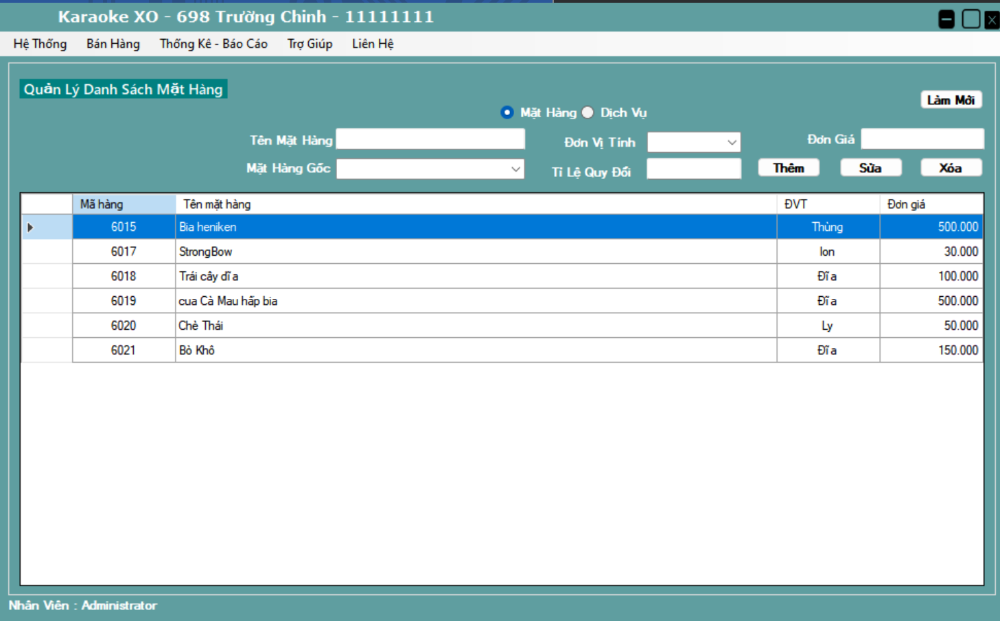 Karaoke XO - 698 Trường Chinh - 11111111
Hệ Thống Bán Hàng Thống Kê - Báo Cáo Trợ Giúp Liên Hệ
Quản Lý Danh Sách Mặt Hàng
Làm Mới
Mặt Hàng Dịch Vụ
Tên Mặt Hàng Đơn Vị Tính Đơn Giá
Mặt Hàng Gốc Tỉ Lệ Quy Đổi Thêm Sửa Xóa
Mã hàng Tên mặt hàng ĐVT Đơn giá
6015 Bia heniken Thùng 500.000
6017 StrongBow lon 30.000
6018 Trái cây dĩa Đĩa 100.000
6019 cua Cà Mau hấp bia Đĩa 500.000
6020 Chè Thái Ly 50.000
6021 Bò Khô Đĩa 150.000
Nhân Viên : Administrator